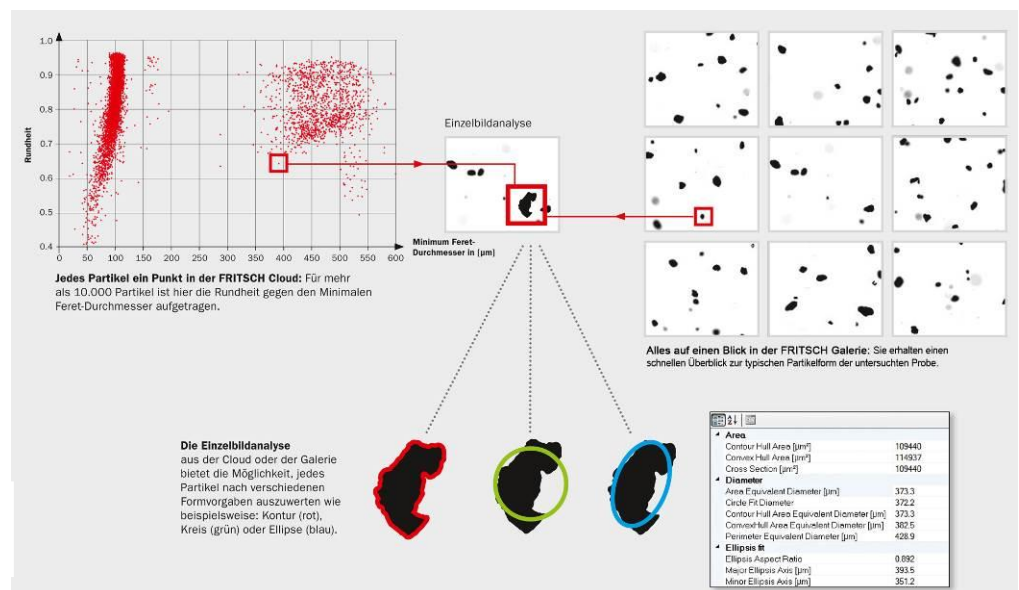 1.0
0.9
0.8
0.7
0.6
0.5
0.4
Rundheit
0 50 100 150 200 250 300 350 400 450 500 550 600
Minimum Feret-
Durchmesser in [µm]
Jedes Partikel ein Punkt in der FRITSCH Cloud: Für mehr
als 10.000 Partikel ist hier die Rundheit gegen den Minimalen
Feret-Durchmesser aufgetragen.
Einzelbildanalyse
Alles auf einen Blick in der FRITSCH Galerie: Sie erhalten einen
schnellen Überblick zur typischen Partikelform der untersuchten Probe.
Die Einzelbildanalyse
aus der Cloud oder der Galerie
bietet die Möglichkeit, jedes
Partikel nach verschiedenen
Formvorgaben auszuwerten wie
beispielsweise: Kontur (rot),
Kreis (grün) oder Ellipse (blau).
Area
Contour Hull Area [µm²] 109440
Convex Hull Area [µm²] 114937
Cross Section [µm²] 109440
Diameter
Area Equivalent Diameter [µm] 373.3
Circle Fit Diameter 372.2
Contour Hull Area Equivalent Diameter [µm] 373.3
ConvexHull Area Equivalent Diameter [µm] 382.5
Perimeter Equivalent Diameter [µm] 428.9
Ellipsis fit
Ellipsis Aspect Ratio 0.892
Major Ellipsis Axis [µm] 393.5
Minor Ellipsis Axis [µm] 351.2